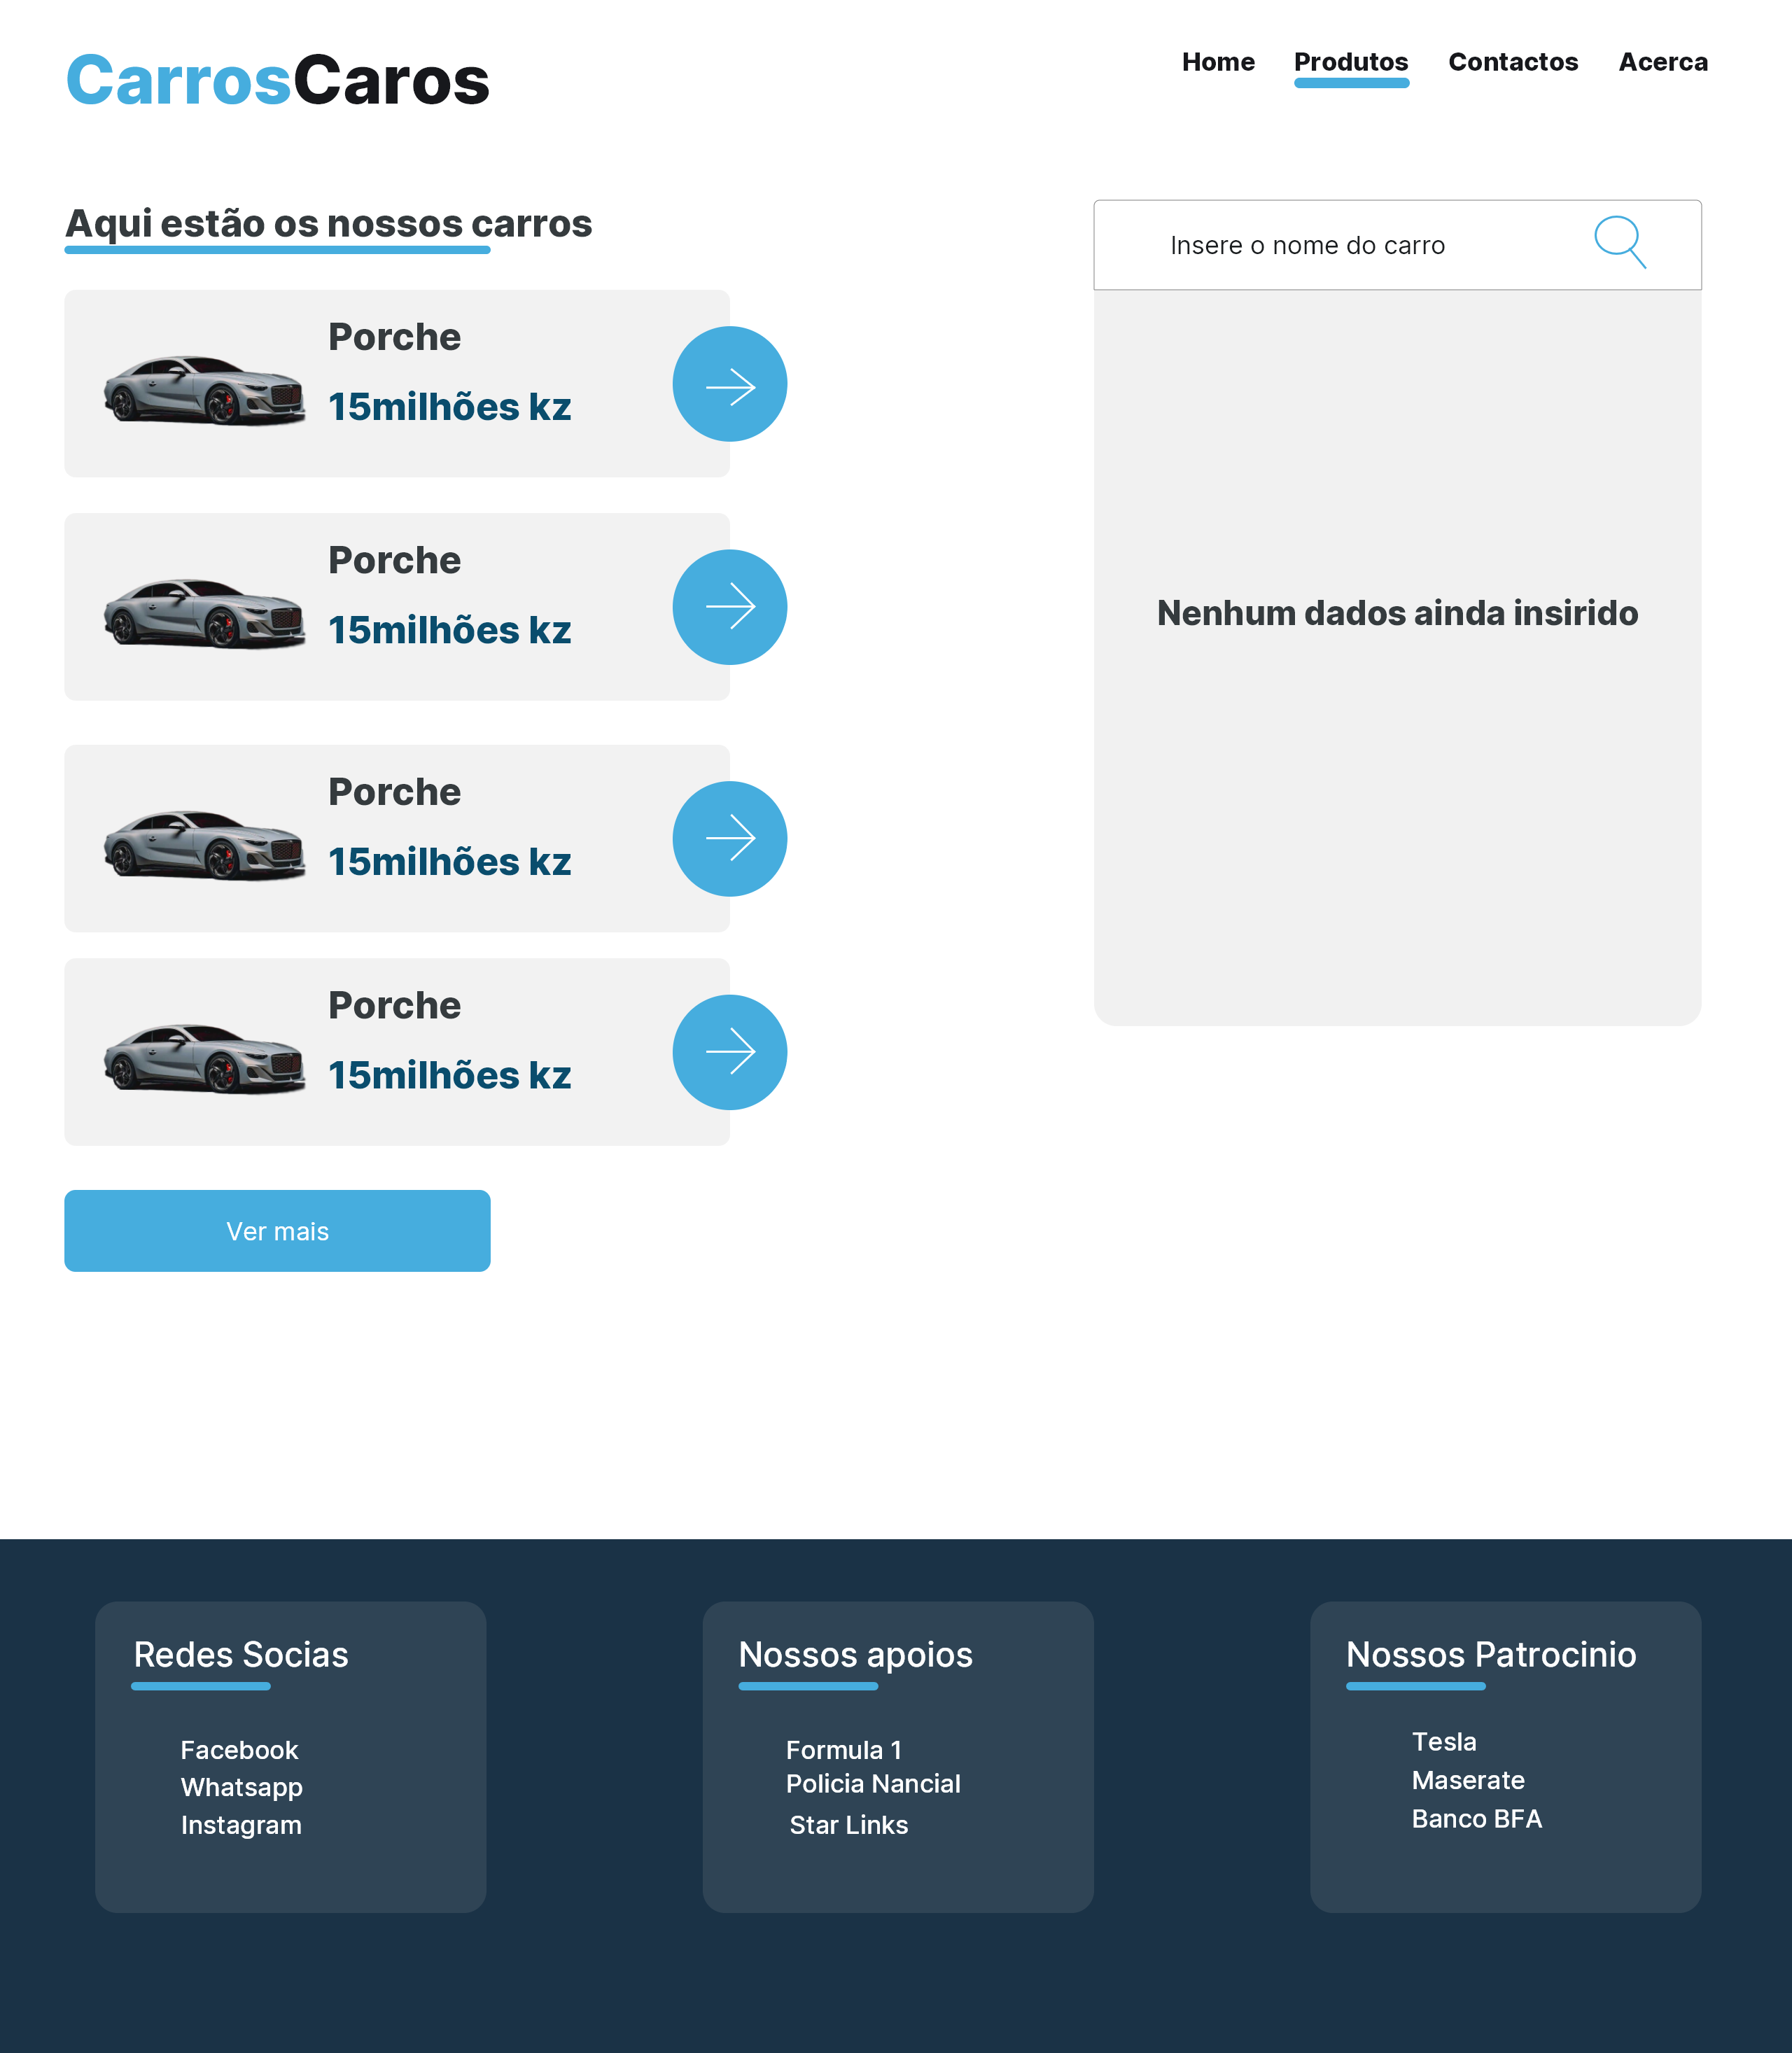 CarrosCaros
Home Produtos Contactos Acerca
Aqui estão os nossos carros
Porche
15milhões kz
Porche
15milhões kz
Porche
15milhões kz
Porche
15milhões kz
Ver mais
Insere o nome do carro
Nenhum dados ainda insirido
Redes Socias
Facebook
Whatsapp
Instagram
Nossos apoios
Formula 1
Policia Nancial
Star Links
Nossos Patrocinio
Tesla
Maserate
Banco BFA